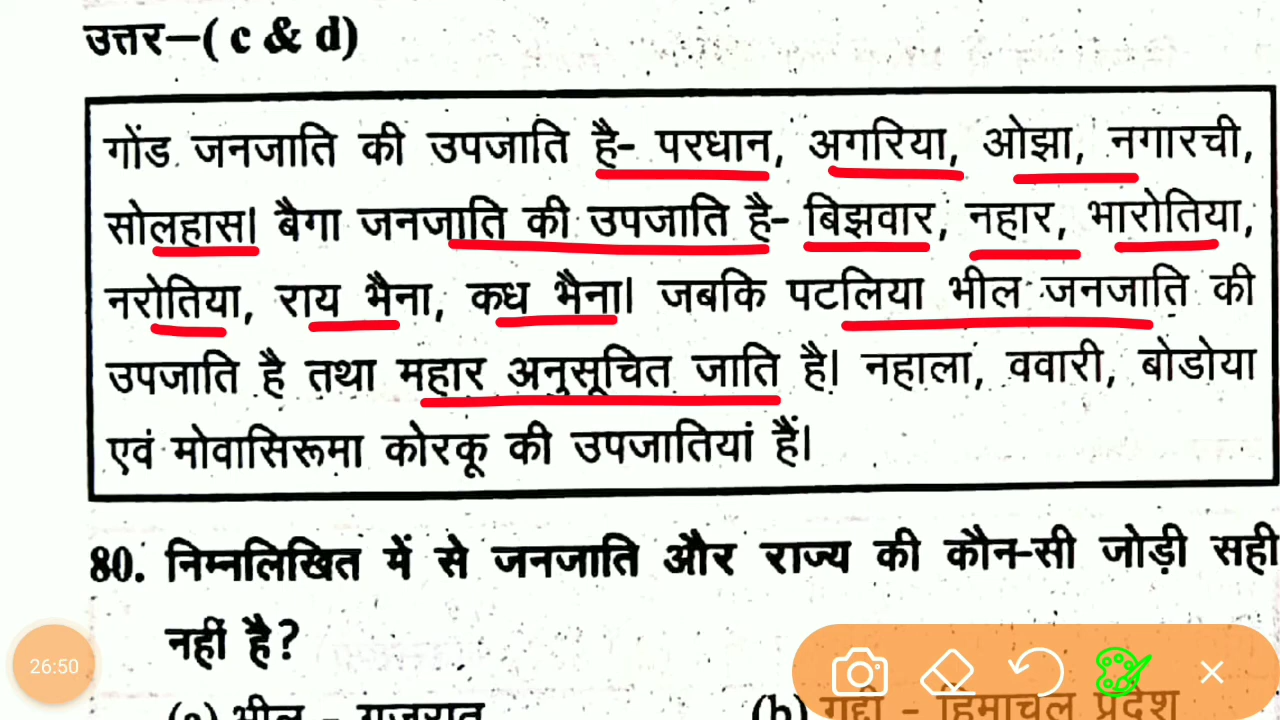 उत्तर–( c & d)
गोंड जनजाति की उपजाति है- परधान, अगरिया, ओझा, नगारची,
सोलहास। बैगा जनजाति की उपजाति है- बिझवार, नहार, भारोतिया,
नरोतिया, राय भैना, कध भैना। जबकि पटलिया भील जनजाति की
उपजाति है तथा महार अनुसूचित जाति है। नहाला, ववारी, बोडोया
एवं मोवासिरूमा कोरकू की उपजातियां हैं।
80. निम्नलिखित में से जनजाति और राज्य की कौन-सी जोड़ी सही
नहीं है?
(a) भील - गुजरात (b) गद्दी - हिमाचल प्रदेश
26:50